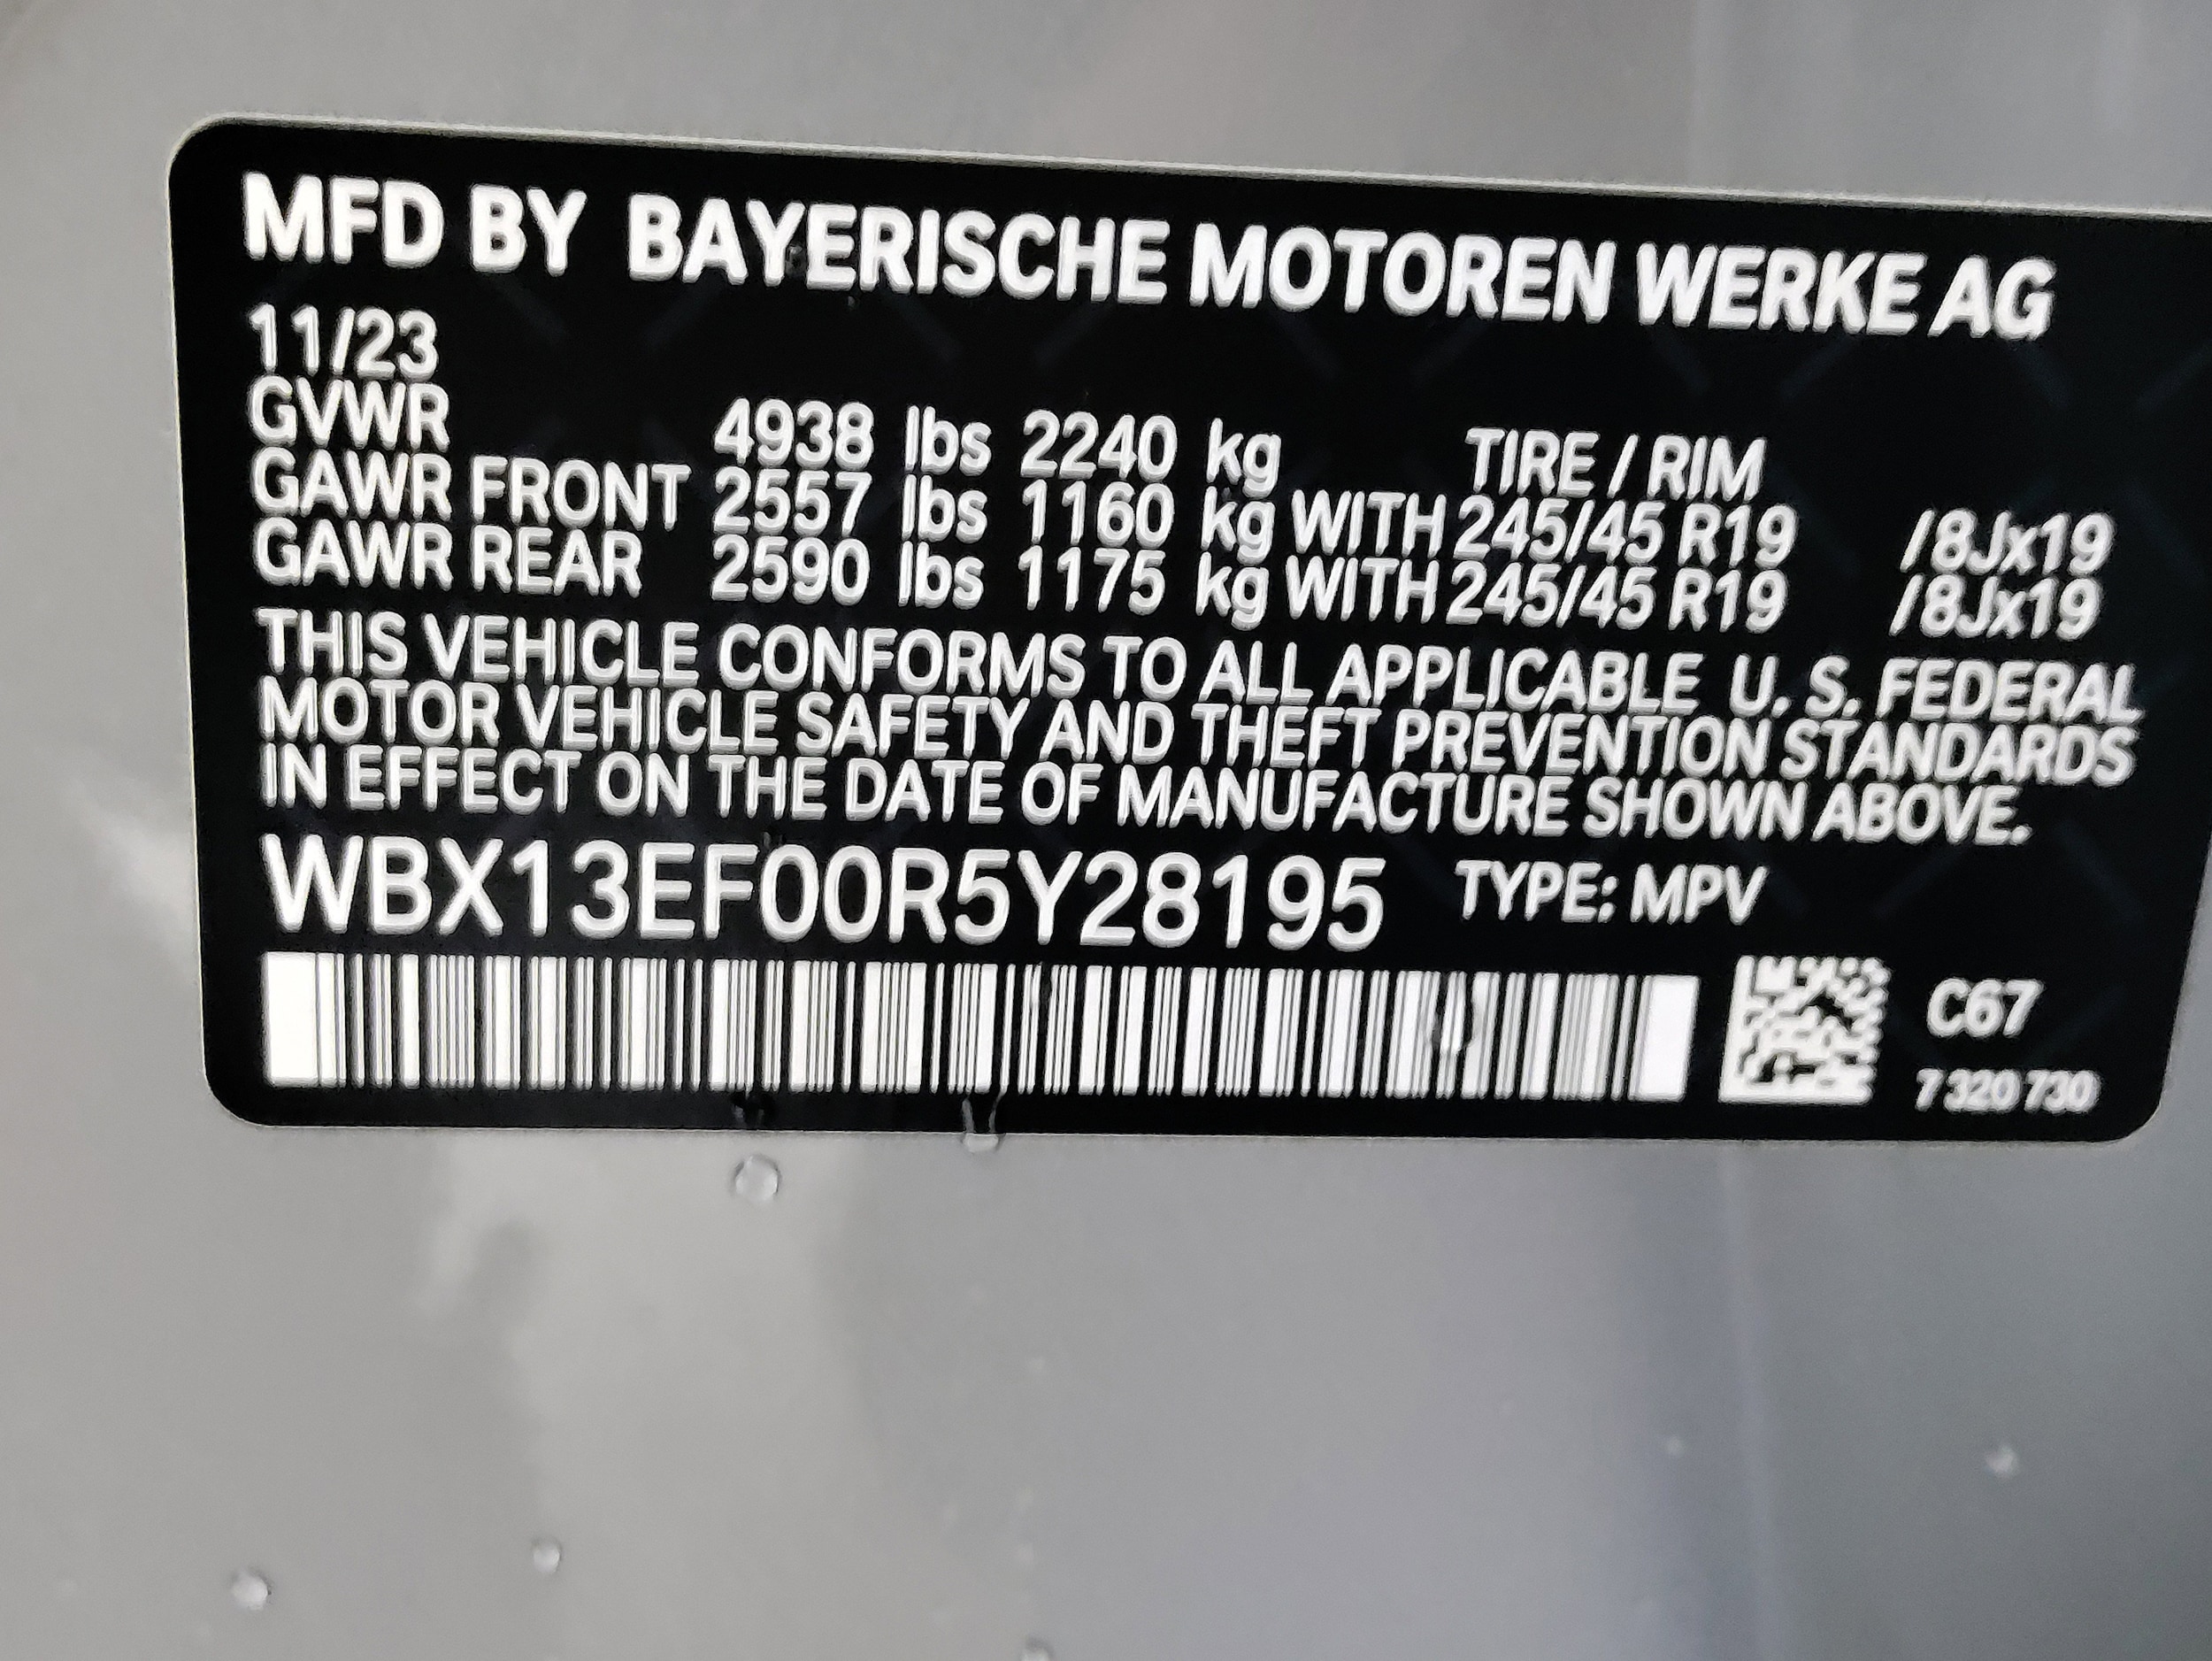 MFD BY BAYERISCHE MOTOREN WERKE AG
11/23
GVWR 4938 lbs 2240 kg TIRE / RIM
GAWR FRONT 2557 lbs 1160 kg WITH 245/45 R19 /8Jx19
GAWR REAR 2590 lbs 1175 kg WITH 245/45 R19 /8Jx19
THIS VEHICLE CONFORMS TO ALL APPLICABLE U. S. FEDERAL
MOTOR VEHICLE SAFETY AND THEFT PREVENTION STANDARDS
IN EFFECT ON THE DATE OF MANUFACTURE SHOWN ABOVE.
WBX13EF00R5Y28195 TYPE: MPV
C67
7 320 730